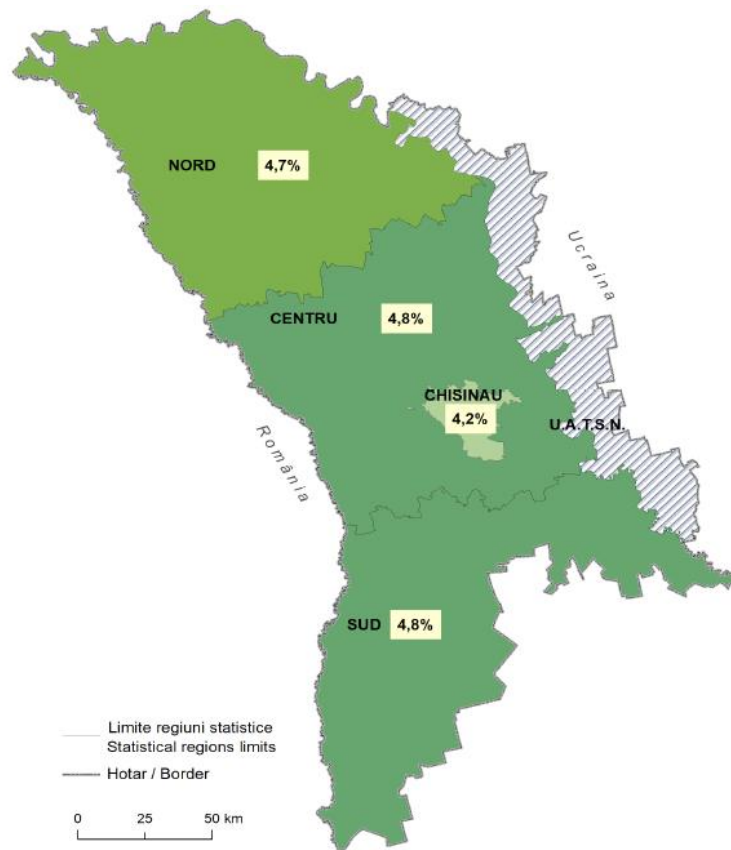 NORD 4,7%
Ucraina
CENTRU 4,8%
CHISINAU
4,2%
U.A.T.S.N.
România
SUD 4,8%
Limite regiuni statistice
Statistical regions limits
Hotar / Border
0 25 50 km